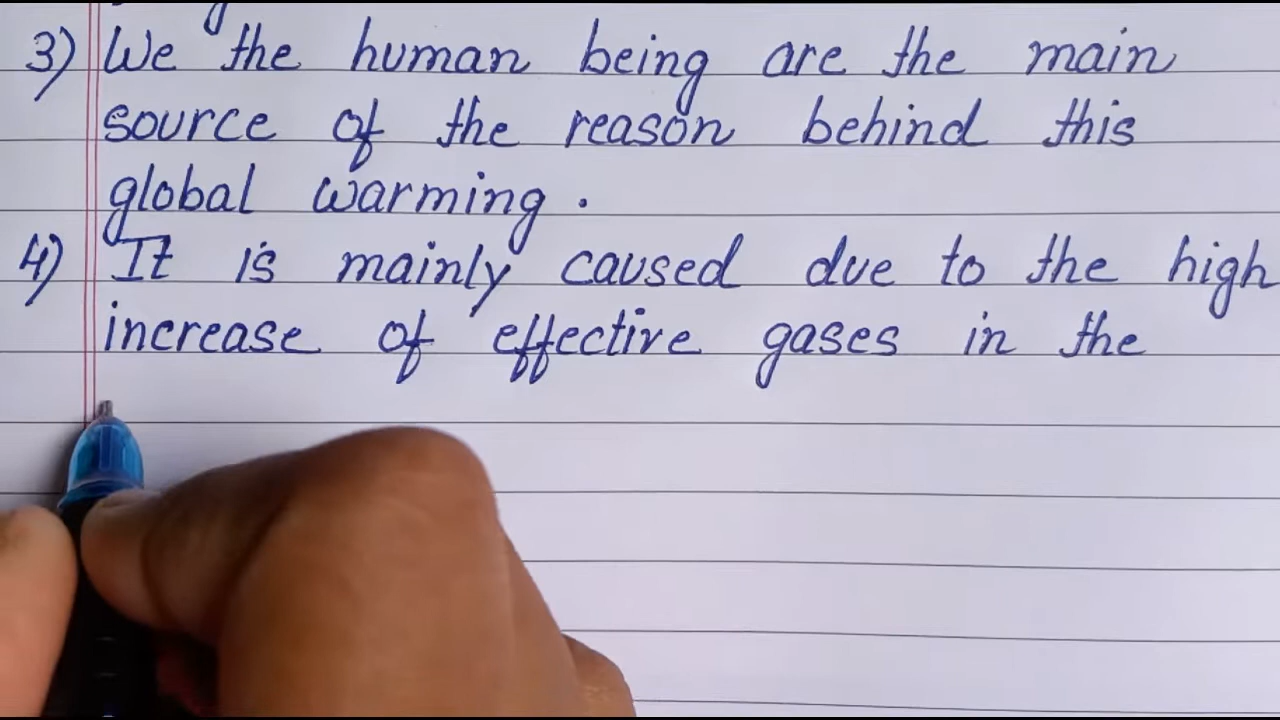 3) We the human being are the main
source of the reason behind this
global warming.
4) It is mainly caused due to the high
increase of effective gases in the